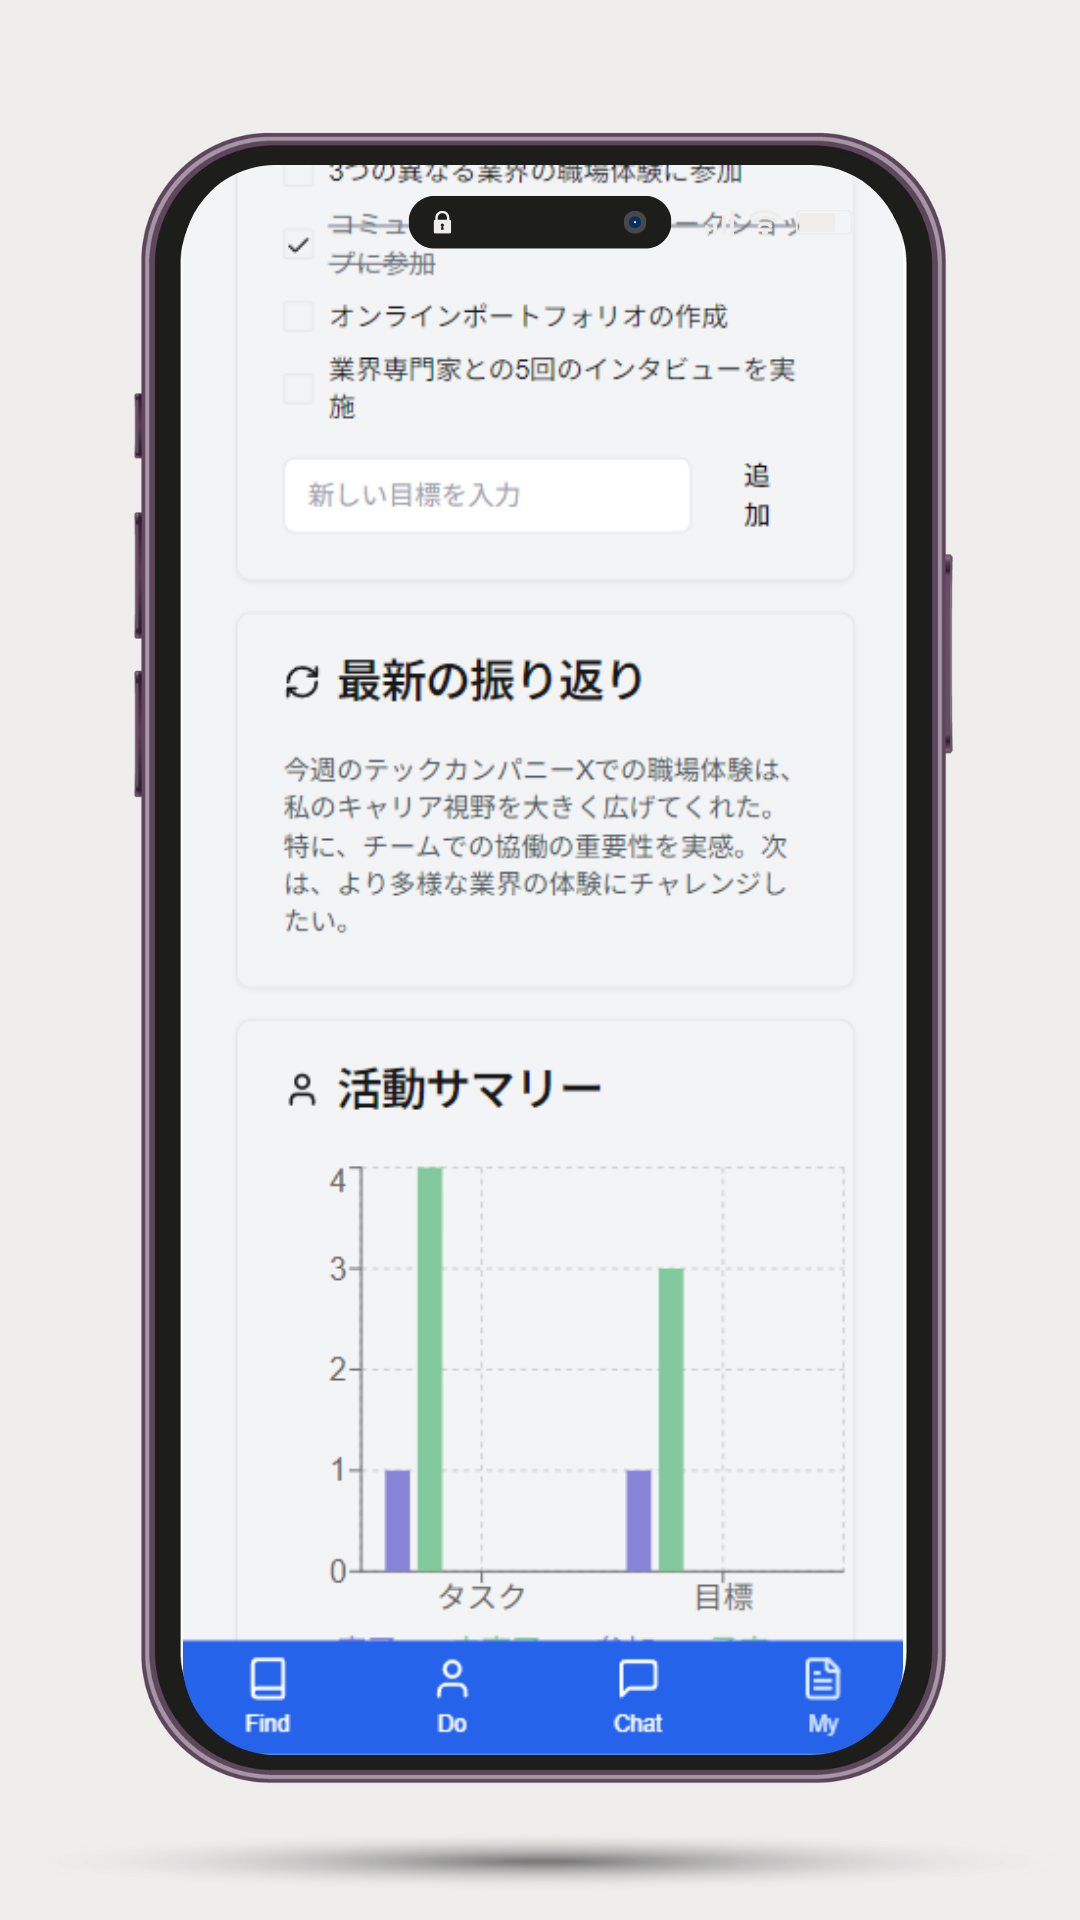 3つの異なる業界の職場体験に参加
コミュ ークショッ
プに参加
オンラインポートフォリオの作成
業界専門家との5回のインタビューを実
施
新しい目標を入力
追
加
最新の振り返り
今週のテックカンパニーXでの職場体験は、
私のキャリア視野を大きく広げてくれた。
特に、チームでの協働の重要性を実感。次
は、より多様な業界の体験にチャレンジし
たい。
活動サマリー
4
3
2
1
0
タスク 目標
Find Do Chat My